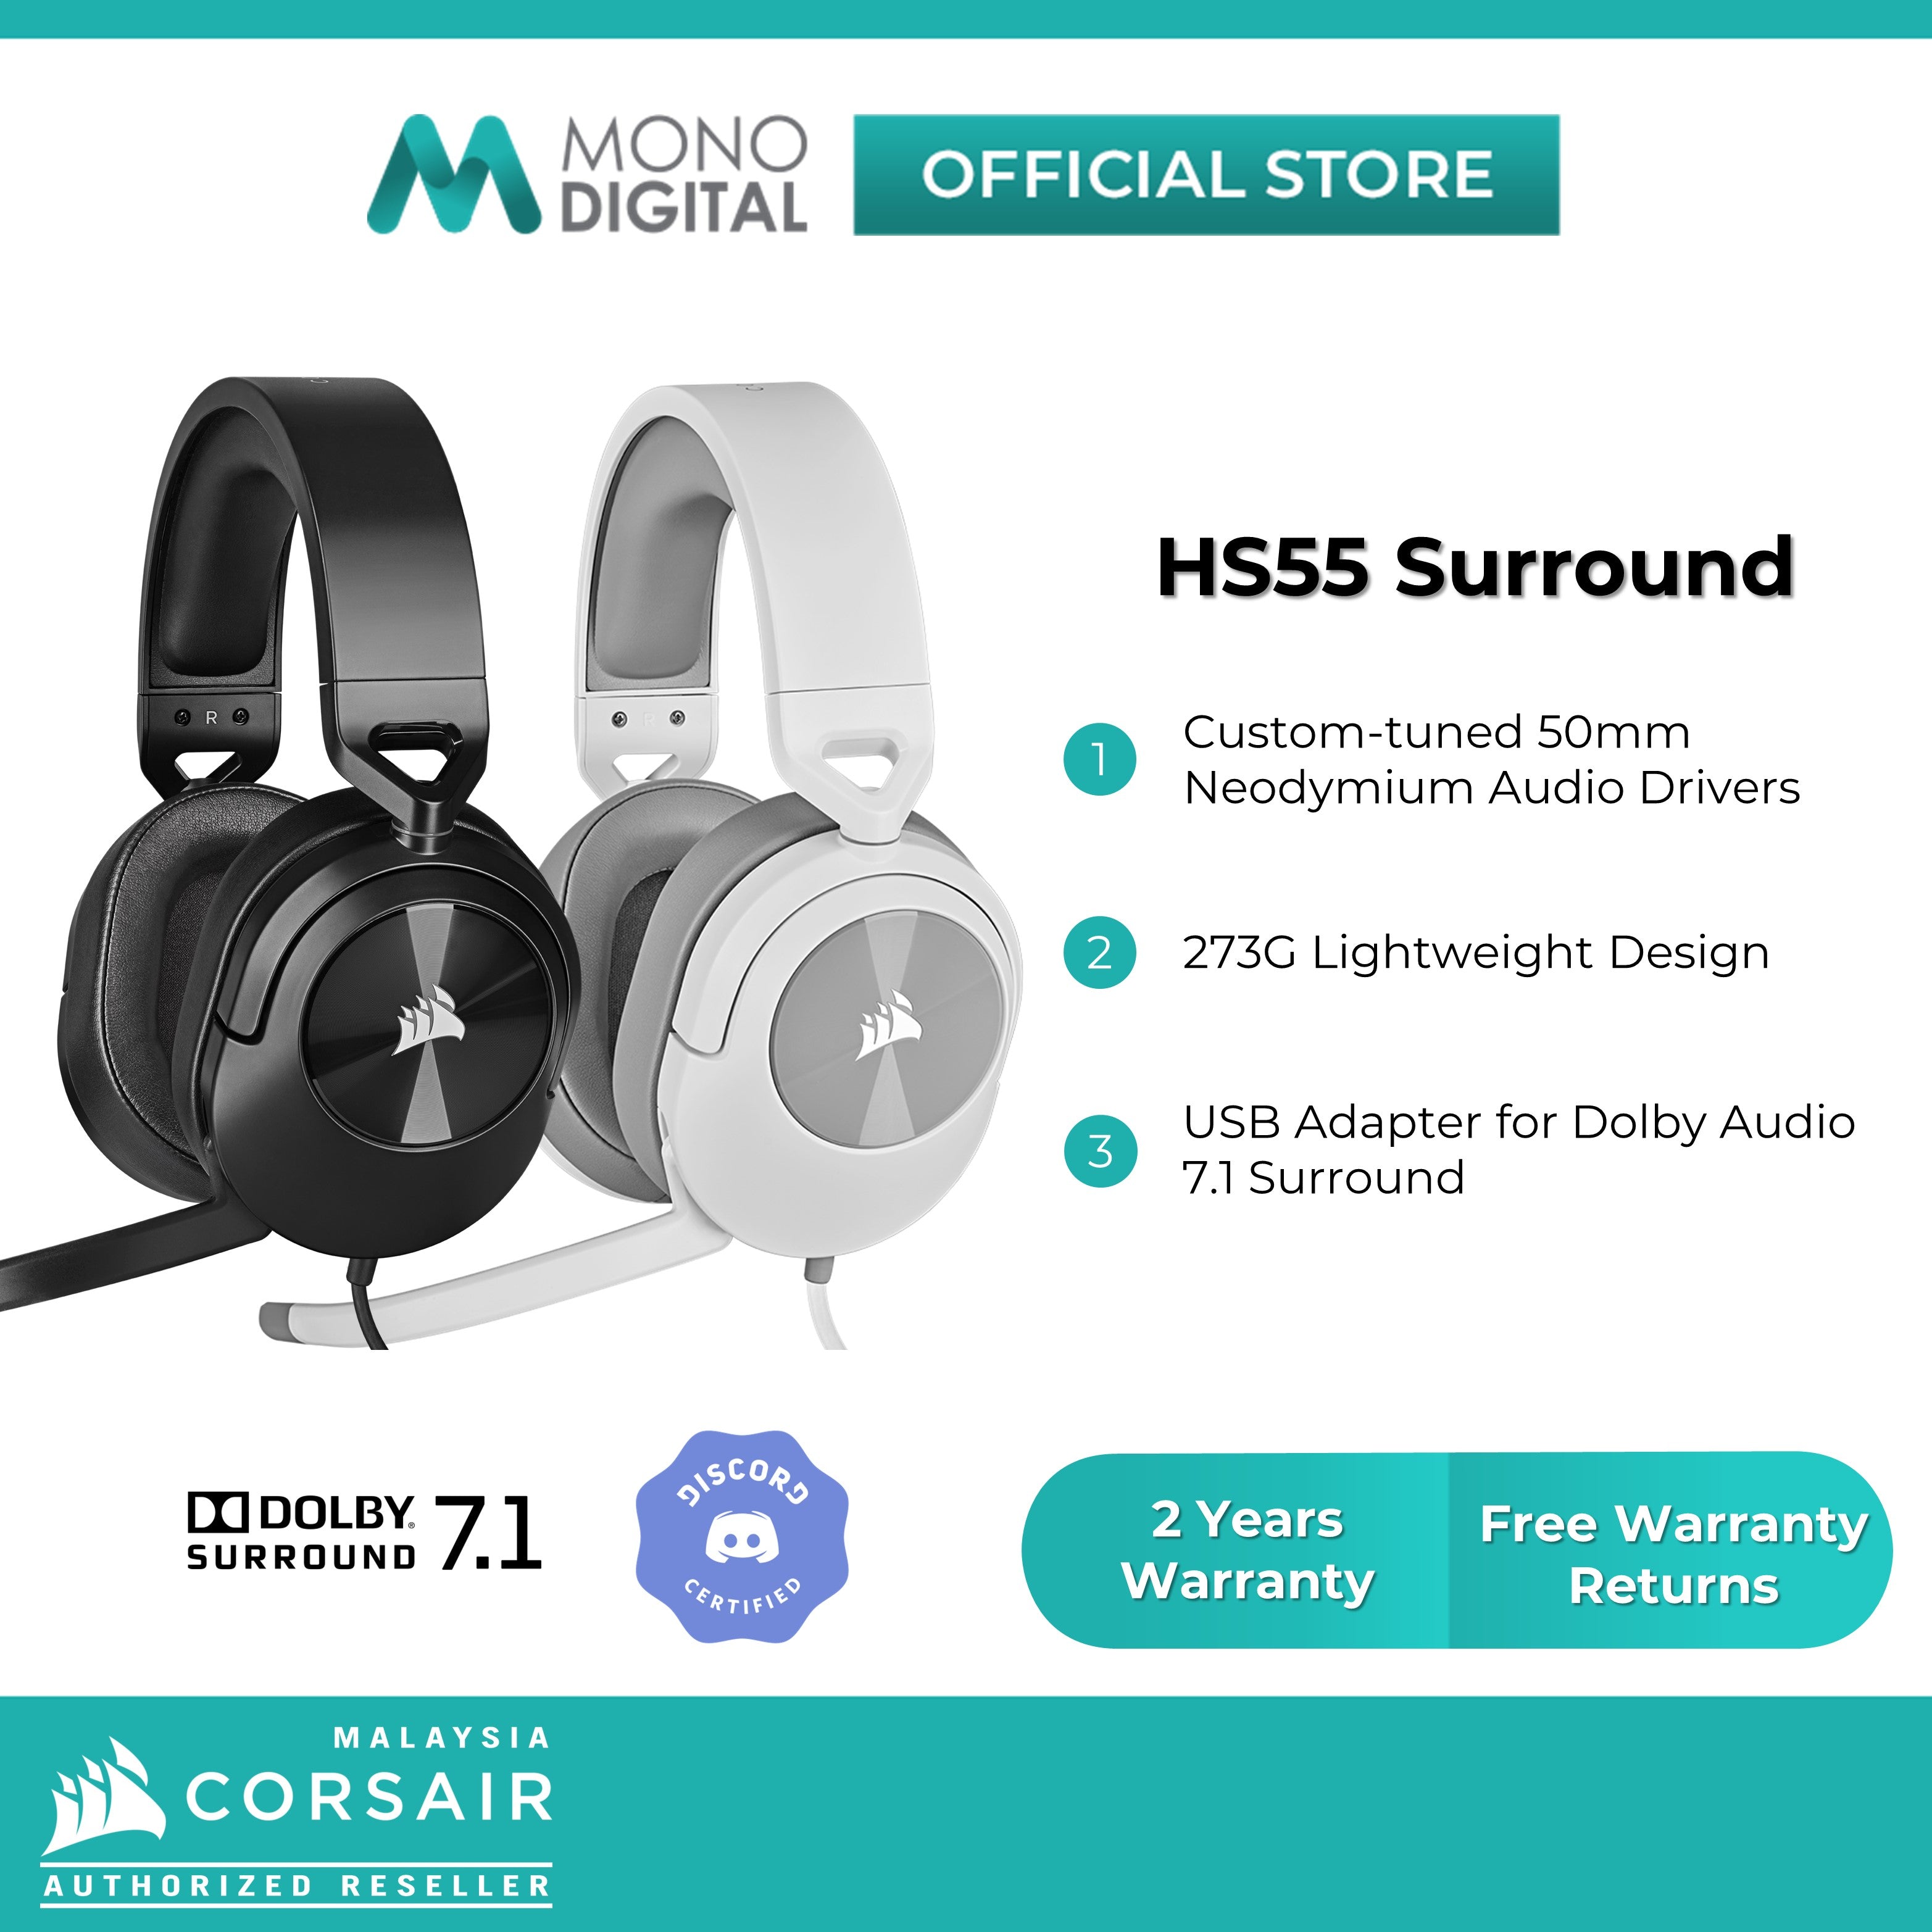 MONO
DIGITAL
OFFICIAL STORE
HS55 Surround
1
Custom-tuned 50mm
Neodymium Audio Drivers
2
273G Lightweight Design
3
USB Adapter for Dolby Audio
7.1 Surround
R
R
DOLBY
SURROUND 7.1
DISCORD
CERTIFIED
2 Years
Warranty
Free Warranty
Returns
MALAYSIA
CORSAIR
AUTHORIZED RESELLER